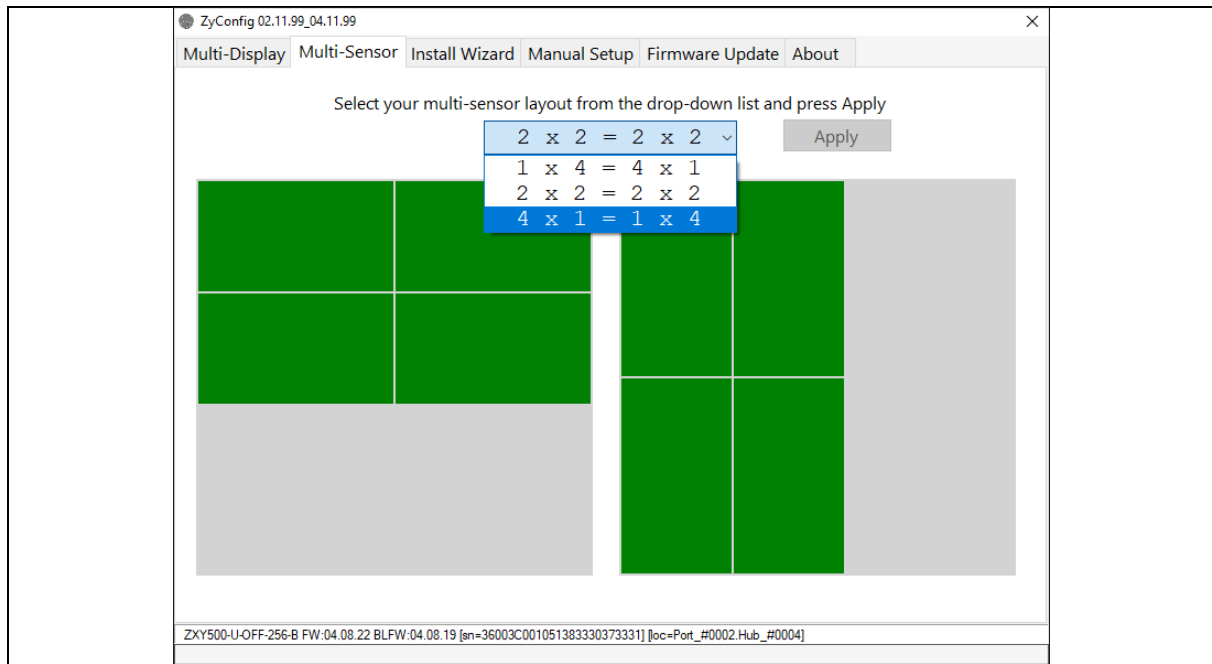 ZyConfig 02.11.99_04.11.99
Multi-Display Multi-Sensor Install Wizard Manual Setup Firmware Update About
Select your multi-sensor layout from the drop-down list and press Apply
2 x 2 = 2 x 2 Apply
1 x 4 = 4 x 1
2 x 2 = 2 x 2
4 x 1 = 1 x 4
ZXY500-U-OFF-256-B FW:04.08.22 BLFW:04.08.19 [sn=36003C001051383330373331] [loc=Port_#0002.Hub_#0004]